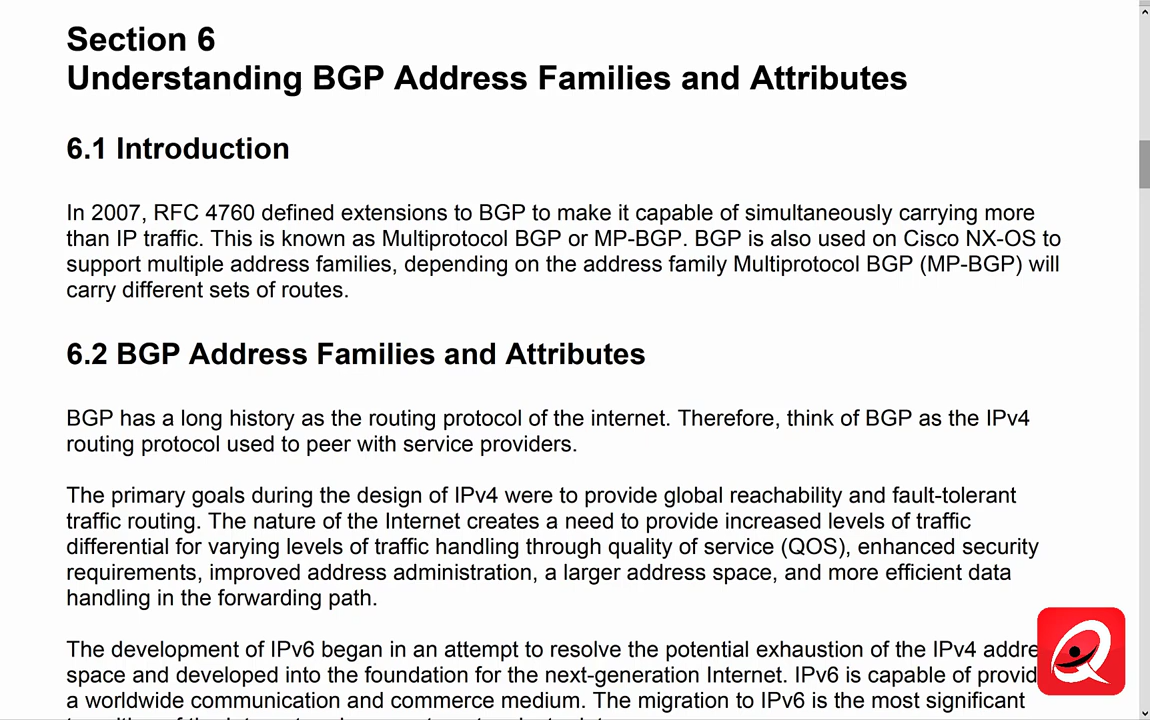 Section 6
Understanding BGP Address Families and Attributes
6.1 Introduction
In 2007, RFC 4760 defined extensions to BGP to make it capable of simultaneously carrying more
than IP traffic. This is known as Multiprotocol BGP or MP-BGP. BGP is also used on Cisco NX-OS to
support multiple address families, depending on the address family Multiprotocol BGP (MP-BGP) will
carry different sets of routes.
6.2 BGP Address Families and Attributes
BGP has a long history as the routing protocol of the internet. Therefore, think of BGP as the IPv4
routing protocol used to peer with service providers.
The primary goals during the design of IPv4 were to provide global reachability and fault-tolerant
traffic routing. The nature of the Internet creates a need to provide increased levels of traffic
differential for varying levels of traffic handling through quality of service (QOS), enhanced security
requirements, improved address administration, a larger address space, and more efficient data
handling in the forwarding path.
The development of IPv6 began in an attempt to resolve the potential exhaustion of the IPv4 addre
space and developed into the foundation for the next-generation Internet. IPv6 is capable of provid
a worldwide communication and commerce medium. The migration to IPv6 is the most significant